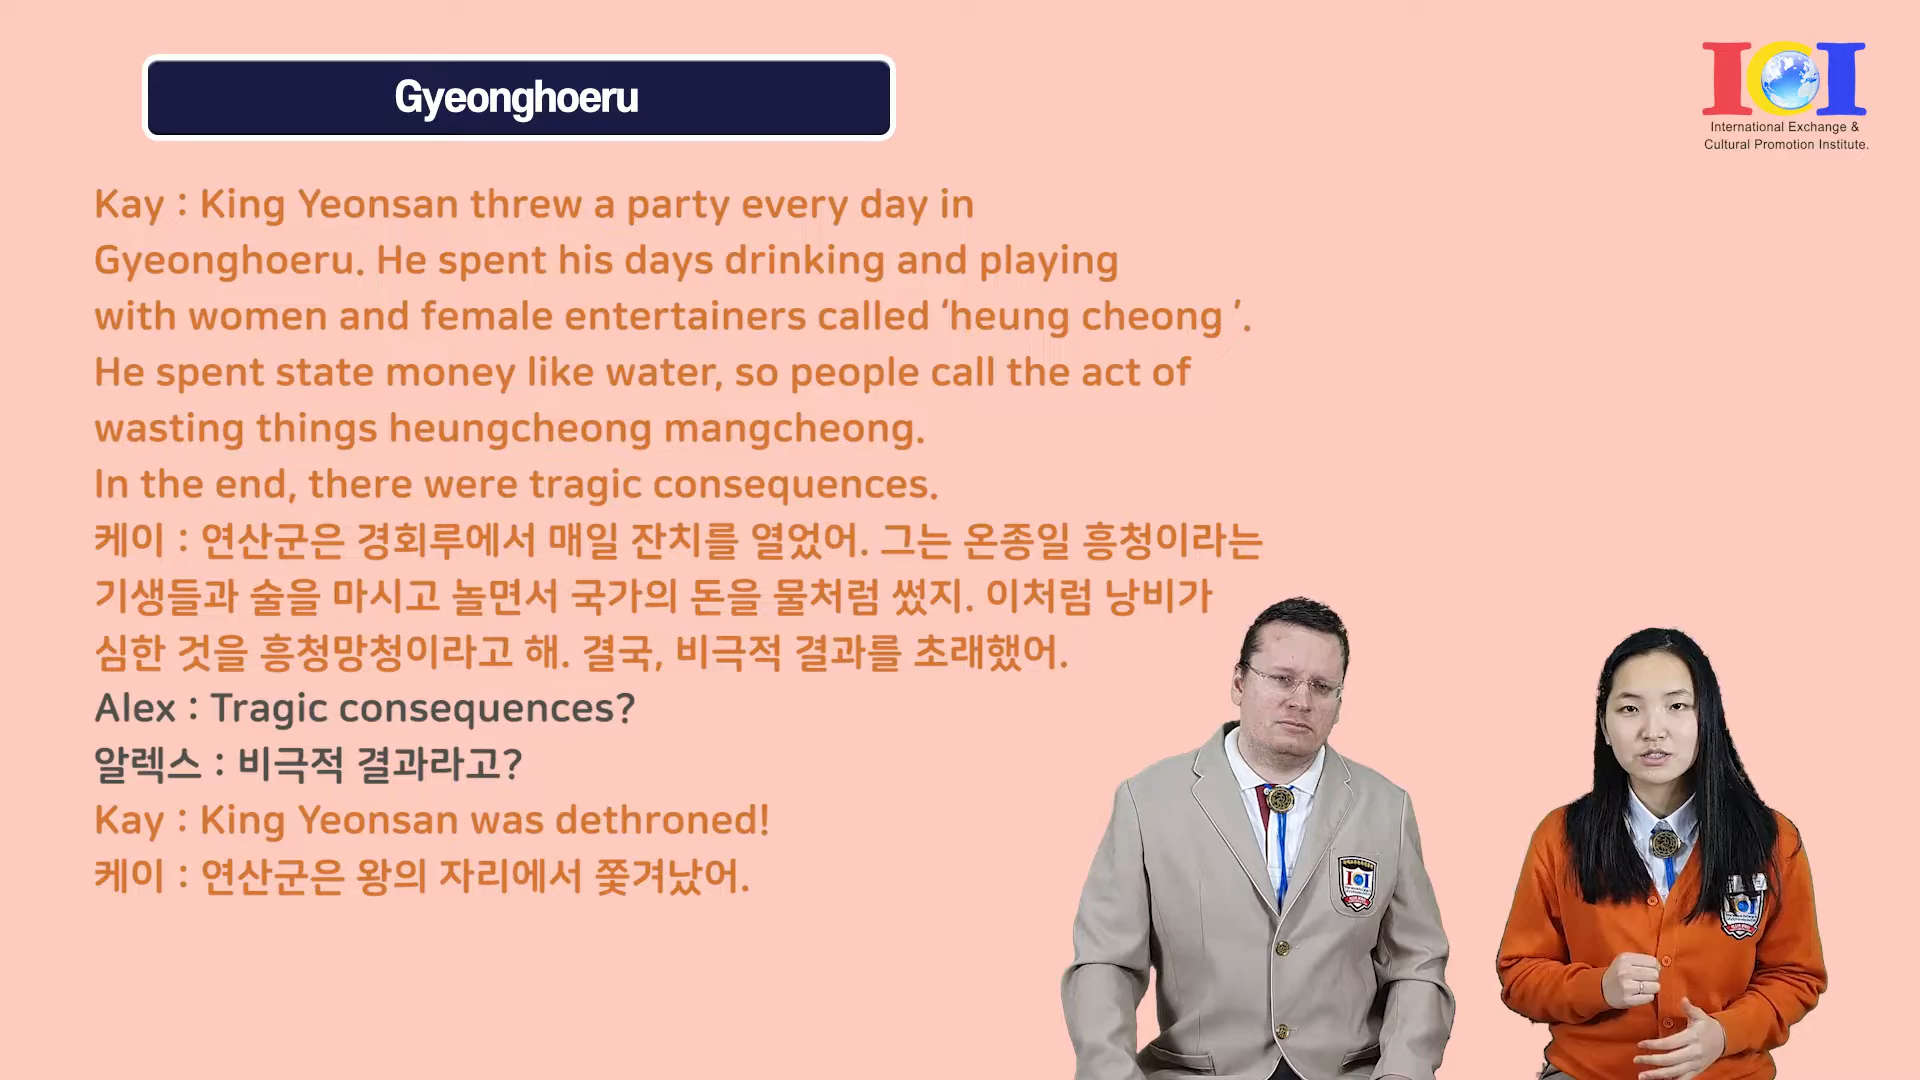 Gyeonghoeru
ICI
International Exchange &
Cultural Promotion Institute.
Kay : King Yeonsan threw a party every day in
Gyeonghoeru. He spent his days drinking and playing
with women and female entertainers called ‘heung cheong ’.
He spent state money like water, so people call the act of
wasting things heungcheong mangcheong.
In the end, there were tragic consequences.
케이 : 연산군은 경회루에서 매일 잔치를 열었어. 그는 온종일 흥청이라는
기생들과 술을 마시고 놀면서 국가의 돈을 물처럼 썼지. 이처럼 낭비가
심한 것을 흥청망청이라고 해. 결국, 비극적 결과를 초래했어.
Alex : Tragic consequences?
알렉스 : 비극적 결과라고?
Kay : King Yeonsan was dethroned!
케이 : 연산군은 왕의 자리에서 쫓겨났어.
ICI
ICI